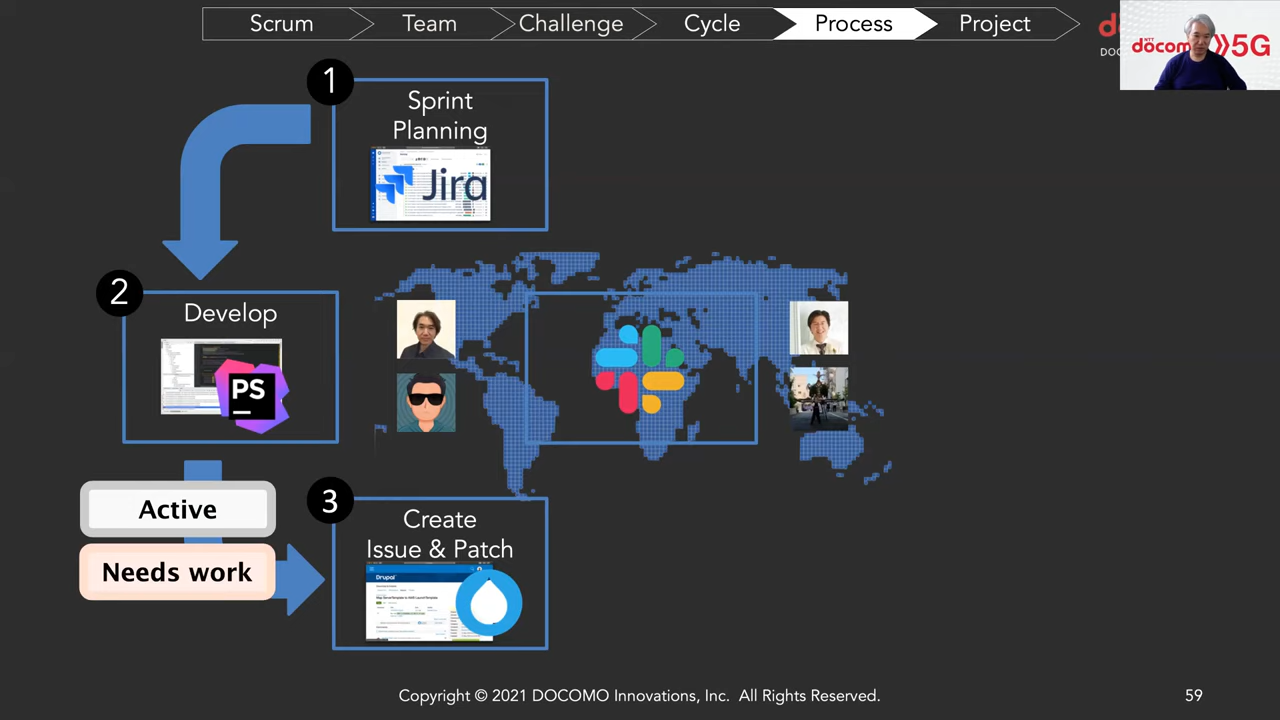 Scrum
Team
Challenge
Cycle
Process
Project
NTT
docomo 5G
1
Sprint
Planning
Jira
2
Develop
PS
Active
Needs work
3
Create
Issue & Patch
Drupal
Copyright © 2021 DOCOMO Innovations, Inc. All Rights Reserved.
59